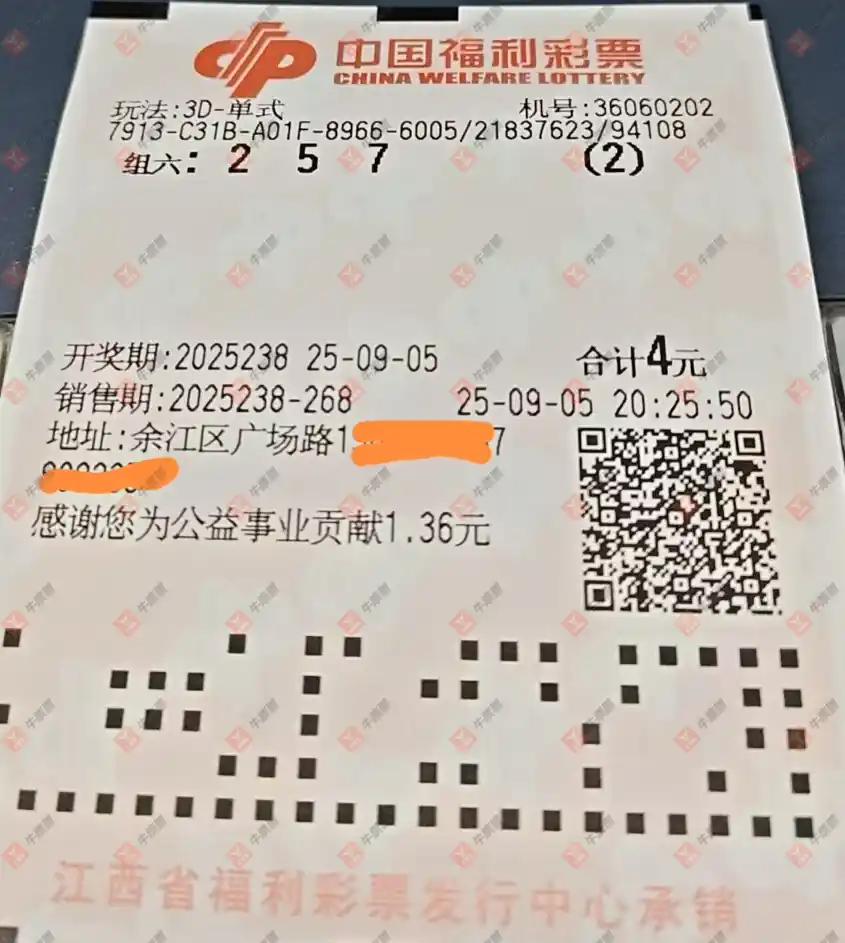 中国福利彩票
CHINA WELFARE LOTTERY
玩法:3D-单式 机号:36060202
7913-C31B-A01F-8966-6005/21837623/94108
组六: 2 5 7 (2)
开奖期:2025238 25-09-05 合计4元
销售期:2025238-268 25-09-05 20:25:50
地址:余江区广场路1 7
感谢您为公益事业贡献1.36元
江西省福利彩票发行中心承销